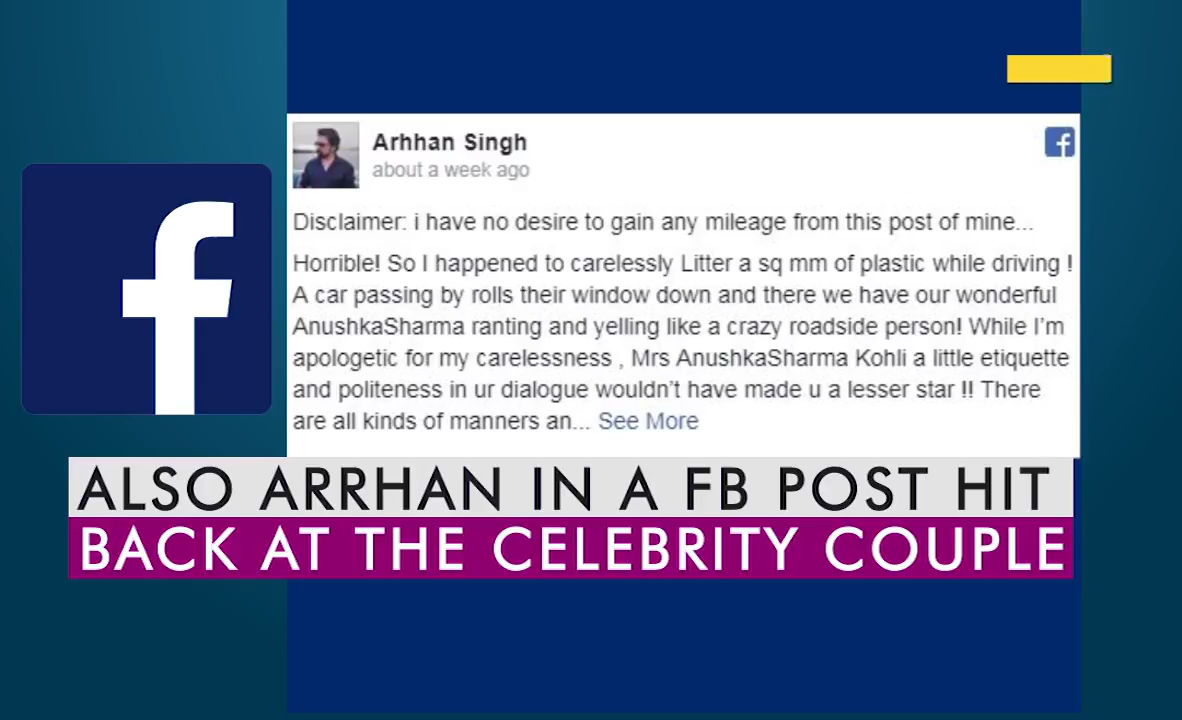 Arhhan Singh
about a week ago
Disclaimer: i have no desire to gain any mileage from this post of mine...
Horrible! So I happened to carelessly Litter a sq mm of plastic while driving !
A car passing by rolls their window down and there we have our wonderful
AnushkaSharma ranting and yelling like a crazy roadside person! While I'm
apologetic for my carelessness , Mrs AnushkaSharma Kohli a little etiquette
and politeness in ur dialogue wouldn't have made u a lesser star !! There
are all kinds of manners an... See More
ALSO ARRHAN IN A FB POST HIT
BACK AT THE CELEBRITY COUPLE